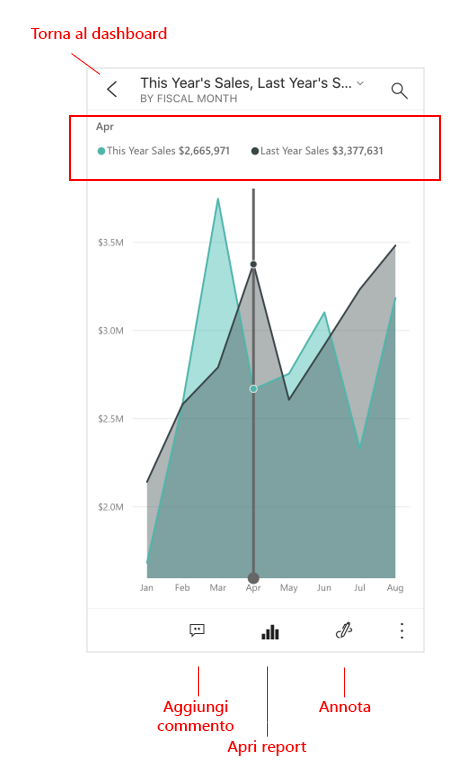 Torna al dashboard
This Year's Sales, Last Year's S...
BY FISCAL MONTH
Apr
This Year Sales $2,665,971 Last Year Sales $3,377,631
$3.5M
$3.0M
$2.5M
$2.0M
Jan Feb Mar Apr May Jun Jul Aug
Aggiungi
commento
Annota
Apri report